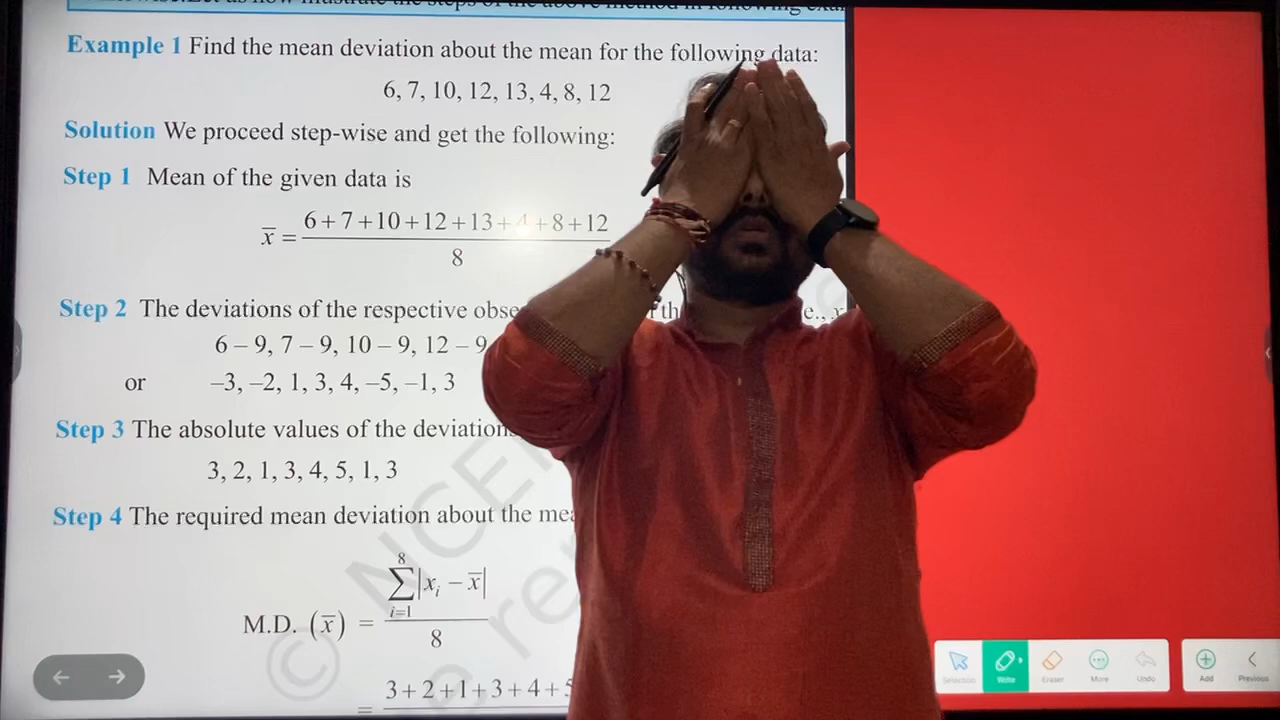 Example 1 Find the mean deviation about the mean for the following data:
6, 7, 10, 12, 13, 4, 8, 12
Solution We proceed step-wise and get the following:
Step 1 Mean of the given data is
x̅ = 6+7+10+12+13+4+8+12
8
Step 2 The deviations of the respective
6 – 9, 7 – 9, 10 – 9, 12 – 9
or –3, –2, 1, 3, 4, –5, –1, 3
Step 3 The absolute values of the
3, 2, 1, 3, 4, 5, 1, 3
Step 4 The required mean deviation about the
8
∑|xᵢ – x̅|
i=1
M.D. (x̅) =
8
= 3+2+1+3+4+
©
Selection Write Eraser More Undo Add Previous